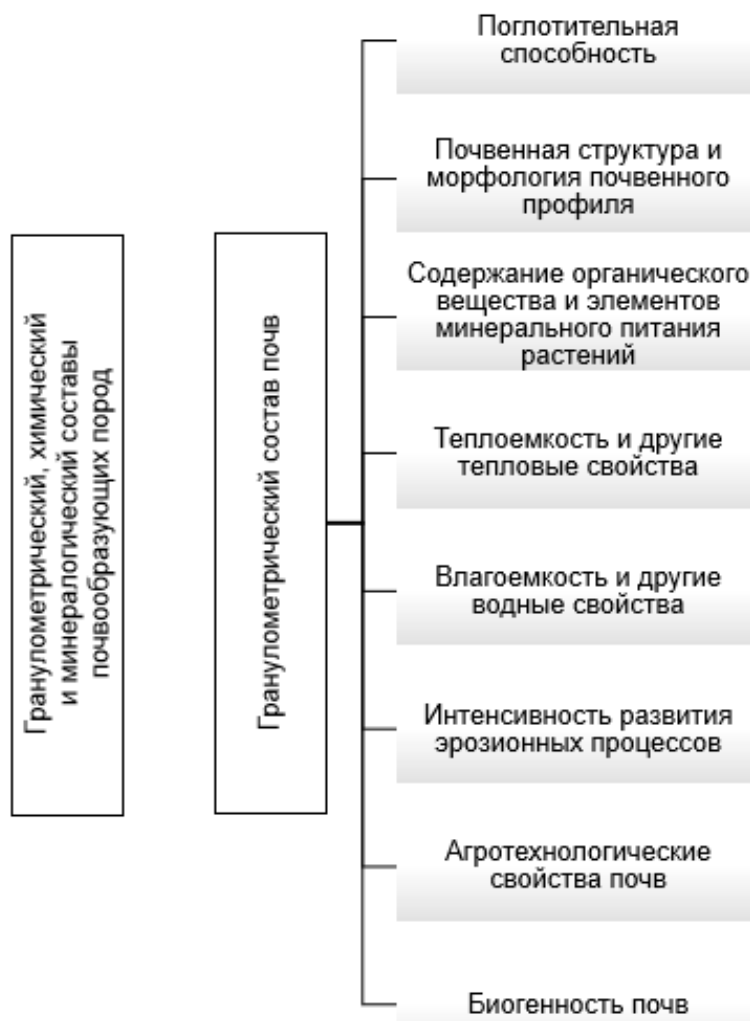 Гранулометрический, химический
и минералогический составы
почвообразующих пород
Гранулометрический состав почв
Поглотительная
способность
Почвенная структура и
морфология почвенного
профиля
Содержание органического
вещества и элементов
минерального питания
растений
Теплоемкость и другие
тепловые свойства
Влагоемкость и другие
водные свойства
Интенсивность развития
эрозионных процессов
Агротехнологические
свойства почв
Биогенность почв